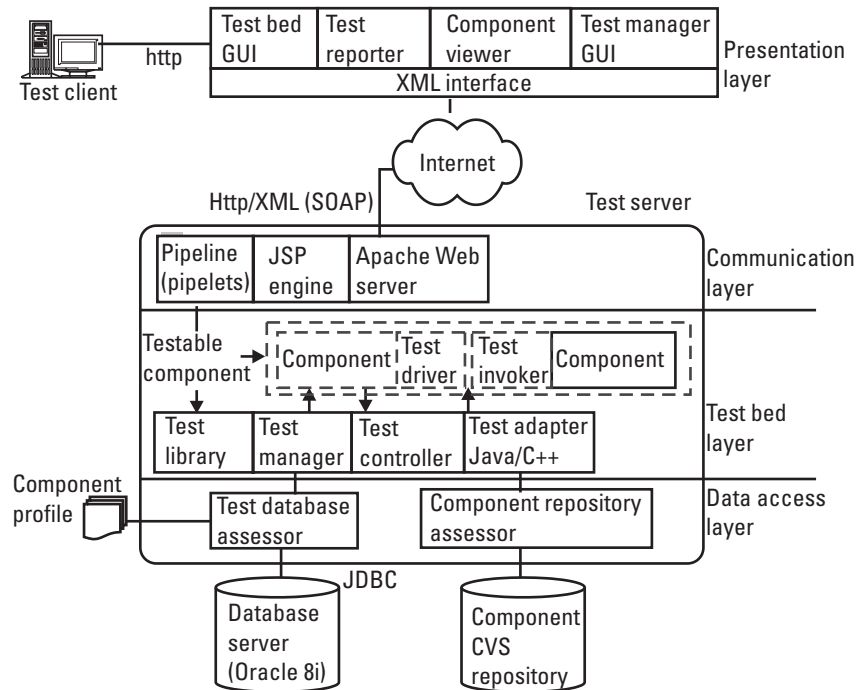 Test bed
GUI
Test
reporter
Component
viewer
Test manager
GUI
http
Presentation
layer
Test client
XML interface
Internet
Http/XML (SOAP)
Test server
Pipeline
(pipelets)
JSP
engine
Apache Web
server
Communication
layer
Testable
component
Component
Test
driver
Test
invoker
Component
Test
library
Test
manager
Test
controller
Test adapter
Java/C++
Test bed
layer
Component
profile
Test database
assessor
Component repository
assessor
Data access
layer
JDBC
Database
server
(Oracle 8i)
Component
CVS
repository